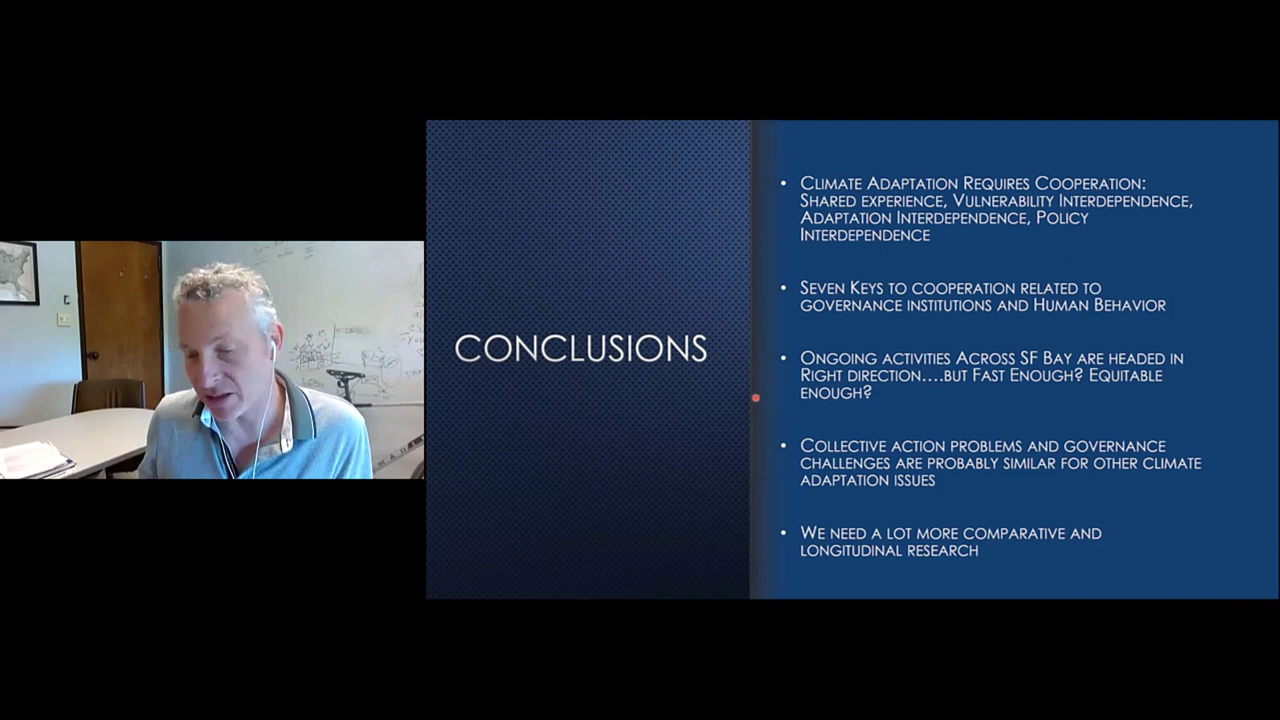 CONCLUSIONS
• CLIMATE ADAPTATION REQUIRES COOPERATION:
SHARED EXPERIENCE, VULNERABILITY INTERDEPENDENCE,
ADAPTATION INTERDEPENDENCE, POLICY
INTERDEPENDENCE
• SEVEN KEYS TO COOPERATION RELATED TO
GOVERNANCE INSTITUTIONS AND HUMAN BEHAVIOR
• ONGOING ACTIVITIES ACROSS SF BAY ARE HEADED IN
RIGHT DIRECTION....BUT FAST ENOUGH? EQUITABLE
ENOUGH?
• COLLECTIVE ACTION PROBLEMS AND GOVERNANCE
CHALLENGES ARE PROBABLY SIMILAR FOR OTHER CLIMATE
ADAPTATION ISSUES
• WE NEED A LOT MORE COMPARATIVE AND
LONGITUDINAL RESEARCH